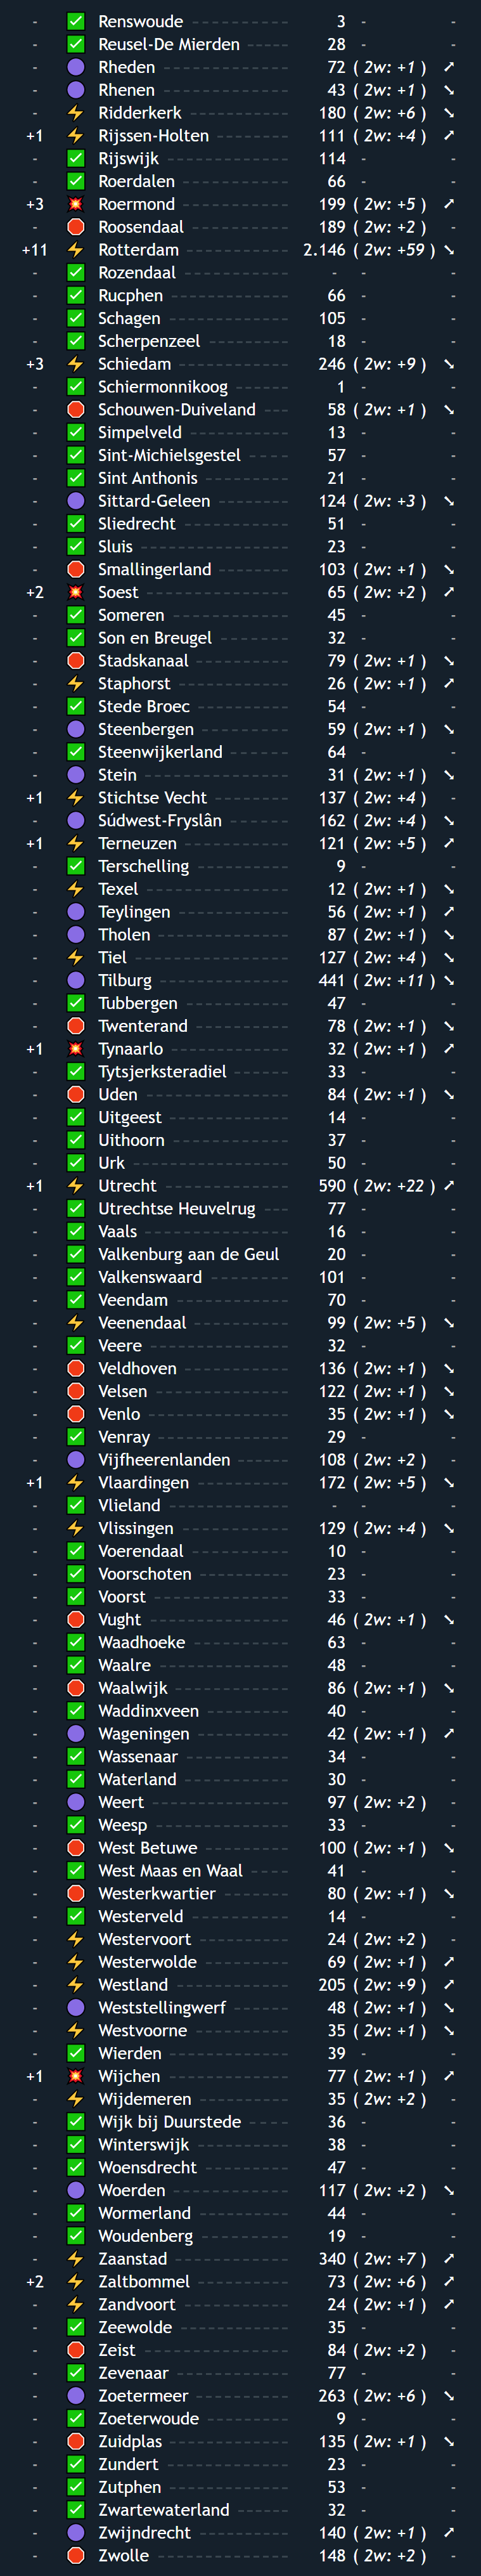 - ✅ Renswoude 3 - -
- ✅ Reusel-De Mierden 28 - -
- 🟣 Rheden 72 ( 2w: +1 ) ➚
- 🟣 Rhenen 43 ( 2w: +1 ) ➘
- ⚡ Ridderkerk 180 ( 2w: +6 ) ➘
+1 ⚡ Rijssen-Holten 111 ( 2w: +4 ) ➚
- ✅ Rijswijk 114 - -
- ✅ Roerdalen 66 - -
+3 💥 Roermond 199 ( 2w: +5 ) ➚
- 🛑 Roosendaal 189 ( 2w: +2 ) -
+11 ⚡ Rotterdam 2.146 ( 2w: +59 ) ➘
- ✅ Rozendaal - - -
- ✅ Rucphen 66 - -
- ✅ Schagen 105 - -
- ✅ Scherpenzeel 18 - -
+3 ⚡ Schiedam 246 ( 2w: +9 ) ➘
- ✅ Schiermonnikoog 1 - -
- 🛑 Schouwen-Duiveland 58 ( 2w: +1 ) ➘
- ✅ Simpelveld 13 - -
- ✅ Sint-Michielsgestel 57 - -
- ✅ Sint Anthonis 21 - -
- 🟣 Sittard-Geleen 124 ( 2w: +3 ) ➘
- ✅ Sliedrecht 51 - -
- ✅ Sluis 23 - -
- 🛑 Smallingerland 103 ( 2w: +1 ) ➘
+2 💥 Soest 65 ( 2w: +2 ) ➚
- ✅ Someren 45 - -
- ✅ Son en Breugel 32 - -
- 🛑 Stadskanaal 79 ( 2w: +1 ) ➘
- ⚡ Staphorst 26 ( 2w: +1 ) ➚
- ✅ Stede Broec 54 - -
- 🟣 Steenbergen 59 ( 2w: +1 ) ➘
- ✅ Steenwijkerland 64 - -
- 🟣 Stein 31 ( 2w: +1 ) ➘
+1 ⚡ Stichtse Vecht 137 ( 2w: +4 ) -
- 🟣 Súdwest-Fryslân 162 ( 2w: +4 ) ➘
+1 ⚡ Terneuzen 121 ( 2w: +5 ) ➚
- ✅ Terschelling 9 - -
- ⚡ Texel 12 ( 2w: +1 ) ➘
- 🟣 Teylingen 56 ( 2w: +1 ) ➚
- 🟣 Tholen 87 ( 2w: +1 ) ➘
- ⚡ Tiel 127 ( 2w: +4 ) ➘
- 🟣 Tilburg 441 ( 2w: +11 ) ➘
- ✅ Tubbergen 47 - -
- 🛑 Twenterand 78 ( 2w: +1 ) ➘
+1 💥 Tynaarlo 32 ( 2w: +1 ) ➚
- ✅ Tytsjerksteradiel 33 - -
- 🛑 Uden 84 ( 2w: +1 ) ➘
- ✅ Uitgeest 14 - -
- ✅ Uithoorn 37 - -
- ✅ Urk 50 - -
+1 ⚡ Utrecht 590 ( 2w: +22 ) ➚
- ✅ Utrechtse Heuvelrug 77 - -
- ✅ Vaals 16 - -
- ✅ Valkenburg aan de Geul 20 - -
- ✅ Valkenswaard 101 - -
- ✅ Veendam 70 - -
- ⚡ Veenendaal 99 ( 2w: +5 ) ➘
- ✅ Veere 32 - -
- 🛑 Veldhoven 136 ( 2w: +1 ) ➘
- 🛑 Velsen 122 ( 2w: +1 ) ➘
- 🛑 Venlo 35 ( 2w: +1 ) ➘
- ✅ Venray 29 - -
- 🟣 Vijfheerenlanden 108 ( 2w: +2 ) -
+1 ⚡ Vlaardingen 172 ( 2w: +5 ) ➘
- ✅ Vlieland - - -
- ⚡ Vlissingen 129 ( 2w: +4 ) ➘
- ✅ Voerendaal 10 - -
- ✅ Voorschoten 23 - -
- ✅ Voorst 33 - -
- 🛑 Vught 46 ( 2w: +1 ) ➘
- ✅ Waadhoeke 63 - -
- ✅ Waalre 48 - -
- 🛑 Waalwijk 86 ( 2w: +1 ) ➘
- ✅ Waddinxveen 40 - -
- 🟣 Wageningen 42 ( 2w: +1 ) ➚
- ✅ Wassenaar 34 - -
- ✅ Waterland 30 - -
- 🟣 Weert 97 ( 2w: +2 ) -
- ✅ Weesp 33 - -
- 🛑 West Betuwe 100 ( 2w: +1 ) ➘
- ✅ West Maas en Waal 41 - -
- 🛑 Westerkwartier 80 ( 2w: +1 ) ➘
- ✅ Westerveld 14 - -
- ⚡ Westervoort 24 ( 2w: +2 ) -
- ⚡ Westerwolde 69 ( 2w: +1 ) ➚
- ⚡ Westland 205 ( 2w: +9 ) ➚
- 🟣 Weststellingwerf 48 ( 2w: +1 ) ➘
- ⚡ Westvoorne 35 ( 2w: +1 ) ➘
- ✅ Wierden 39 - -
+1 💥 Wijchen 77 ( 2w: +1 ) ➚
- ⚡ Wijdemeren 35 ( 2w: +2 ) -
- ✅ Wijk bij Duurstede 36 - -
- ✅ Winterswijk 38 - -
- ✅ Woensdrecht 47 - -
- 🟣 Woerden 117 ( 2w: +2 ) ➘
- ✅ Wormerland 44 - -
- ✅ Woudenberg 19 - -
- ⚡ Zaanstad 340 ( 2w: +7 ) ➚
+2 ⚡ Zaltbommel 73 ( 2w: +6 ) ➚
- ⚡ Zandvoort 24 ( 2w: +1 ) ➚
- ✅ Zeewolde 35 - -
- 🛑 Zeist 84 ( 2w: +2 ) -
- ✅ Zevenaar 77 - -
- 🟣 Zoetermeer 263 ( 2w: +6 ) ➘
- ✅ Zoeterwoude 9 - -
- 🛑 Zuidplas 135 ( 2w: +1 ) ➘
- ✅ Zundert 23 - -
- ✅ Zutphen 53 - -
- ✅ Zwartewaterland 32 - -
- 🟣 Zwijndrecht 140 ( 2w: +1 ) ➚
- 🛑 Zwolle 148 ( 2w: +2 ) -